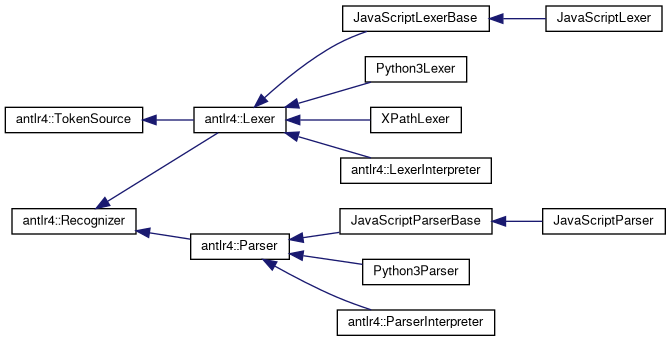 JavaScriptLexerBase
JavaScriptLexer
Python3Lexer
antlr4::TokenSource
antlr4::Lexer
XPathLexer
antlr4::LexerInterpreter
antlr4::Recognizer
JavaScriptParserBase
JavaScriptParser
antlr4::Parser
Python3Parser
antlr4::ParserInterpreter